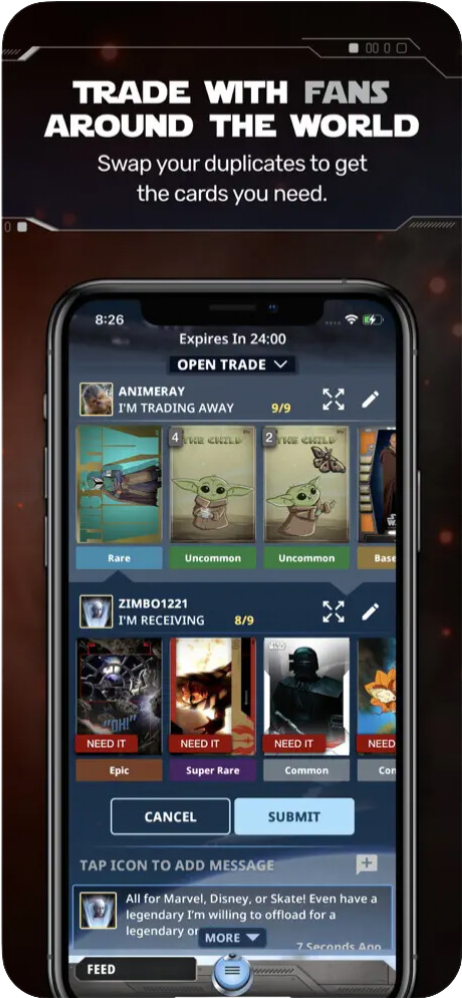 TRADE WITH FANS
AROUND THE WORLD
Swap your duplicates to get
the cards you need.
8:26
Expires In 24:00
OPEN TRADE
ANIMERAY
I'M TRADING AWAY 9/9
4 THE CHILD
2 THE CHILD
Rare
Uncommon
Uncommon
Base
ZIMBO1221
I'M RECEIVING 8/9
"OH!"
NEED IT
NEED IT
NEED IT
NEED
Epic
Super Rare
Common
CANCEL
SUBMIT
TAP ICON TO ADD MESSAGE
All for Marvel, Disney, or Skate! Even have a
legendary I'm willing to offload for a
legendary or
MORE
7 Seconds Ago
FEED